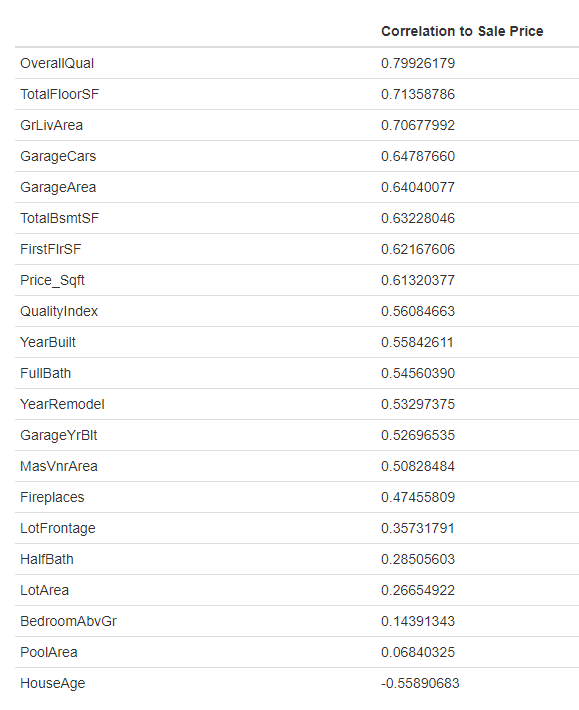 Correlation to Sale Price
OverallQual 0.79926179
TotalFloorSF 0.71358786
GrLivArea 0.70677992
GarageCars 0.64787660
GarageArea 0.64040077
TotalBsmtSF 0.63228046
FirstFlrSF 0.62167606
Price_Sqft 0.61320377
QualityIndex 0.56084663
YearBuilt 0.55842611
FullBath 0.54560390
YearRemodel 0.53297375
GarageYrBlt 0.52696535
MasVnrArea 0.50828484
Fireplaces 0.47455809
LotFrontage 0.35731791
HalfBath 0.28505603
LotArea 0.26654922
BedroomAbvGr 0.14391343
PoolArea 0.06840325
HouseAge -0.55890683